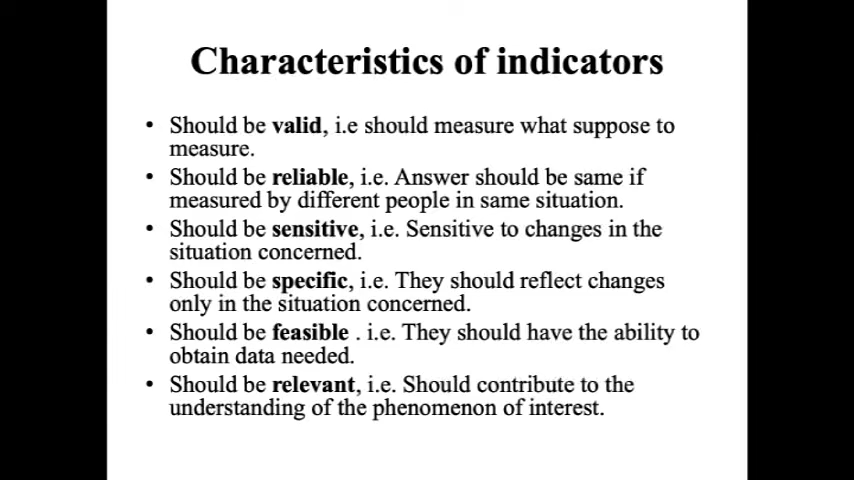 Characteristics of indicators
• Should be valid, i.e should measure what suppose to
measure.
• Should be reliable, i.e. Answer should be same if
measured by different people in same situation.
• Should be sensitive, i.e. Sensitive to changes in the
situation concerned.
• Should be specific, i.e. They should reflect changes
only in the situation concerned.
• Should be feasible . i.e. They should have the ability to
obtain data needed.
• Should be relevant, i.e. Should contribute to the
understanding of the phenomenon of interest.